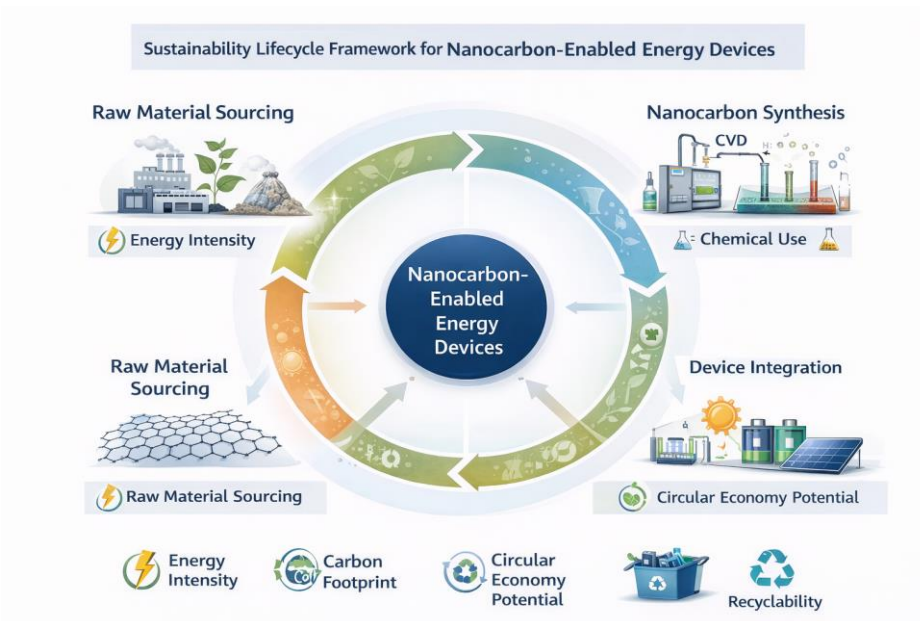 Sustainability Lifecycle Framework for Nanocarbon-Enabled Energy Devices
Raw Material Sourcing
Nanocarbon Synthesis
CVD
Energy Intensity
Chemical Use
Nanocarbon-
Enabled
Energy
Devices
Raw Material
Sourcing
Device Integration
Raw Material Sourcing
Circular Economy Potential
Energy
Intensity
Carbon
Footprint
Circular
Economy
Potential
Recyclability